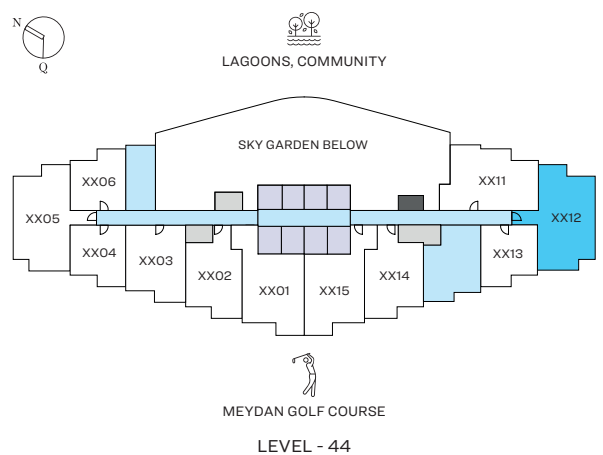 N
Q
LAGOONS, COMMUNITY
SKY GARDEN BELOW
XX06
XX11
XX05
XX12
XX04
XX03
XX13
XX02
XX14
XX01
XX15
MEYDAN GOLF COURSE
LEVEL - 44